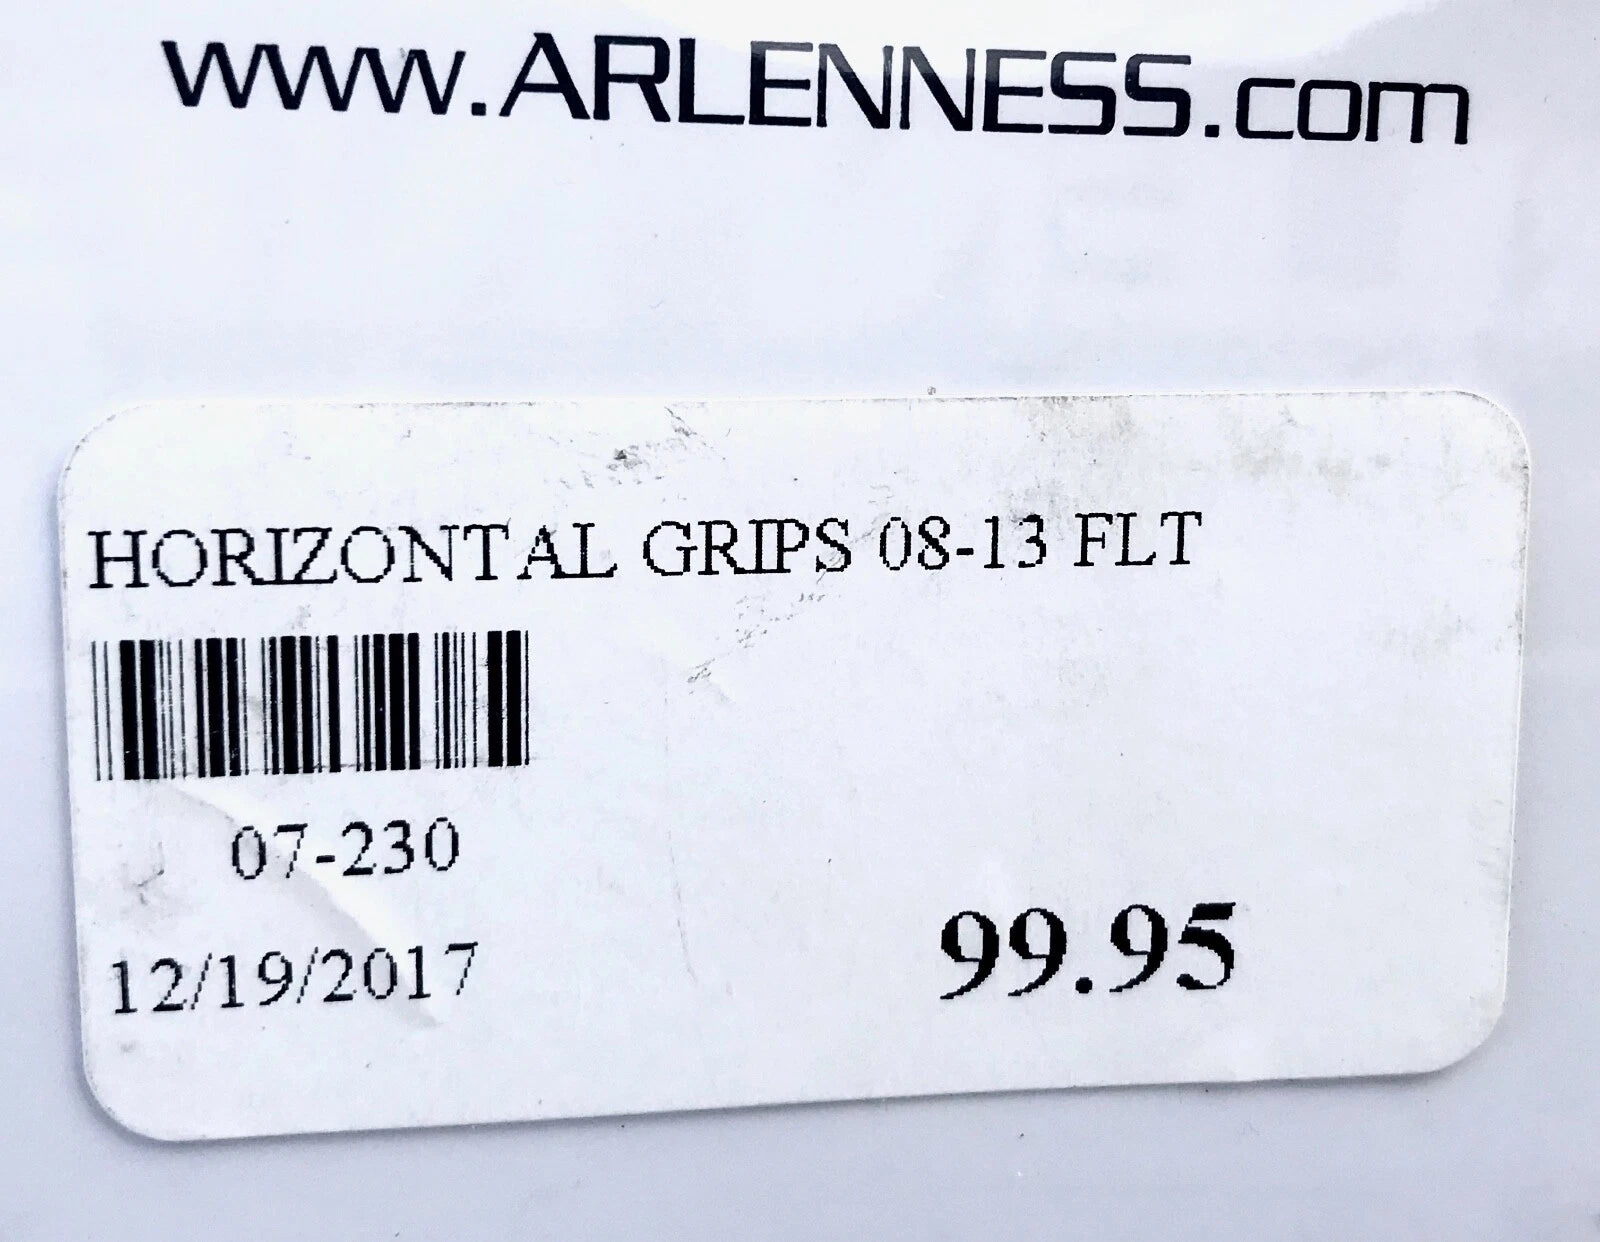 www.ARLENNESS.com
HORIZONTAL GRIPS 08-13 FLT
07-230
12/19/2017
99.95